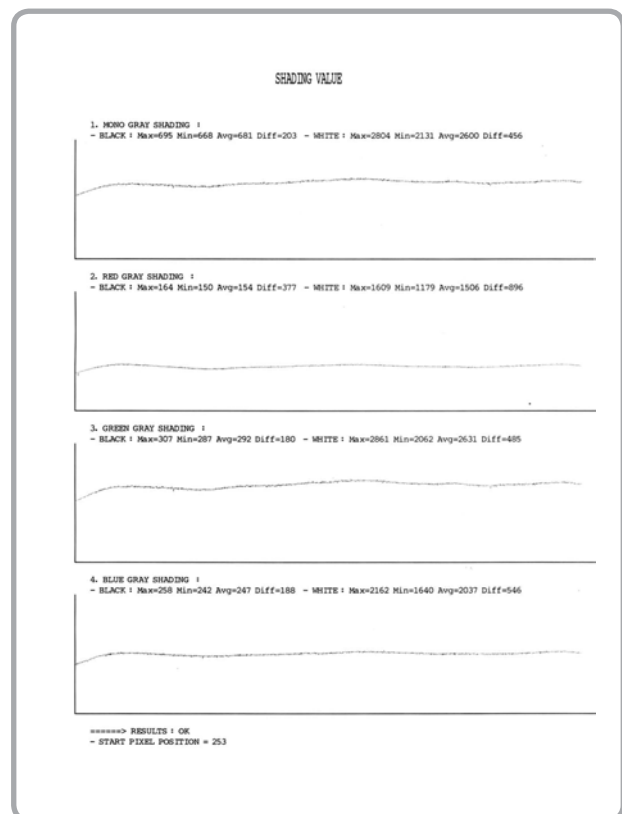 SHADING VALUE
1. MONO GRAY SHADING :
- BLACK : Max=695 Min=668 Avg=681 Diff=203 - WHITE : Max=2804 Min=2131 Avg=2600 Diff=456
2. RED GRAY SHADING :
- BLACK : Max=164 Min=150 Avg=154 Diff=377 - WHITE : Max=1609 Min=1179 Avg=1506 Diff=896
3. GREEN GRAY SHADING :
- BLACK : Max=307 Min=287 Avg=292 Diff=180 - WHITE : Max=2861 Min=2062 Avg=2631 Diff=485
4. BLUE GRAY SHADING :
- BLACK : Max=258 Min=242 Avg=247 Diff=188 - WHITE : Max=2162 Min=1640 Avg=2037 Diff=546
======> RESULTS : OK
- START PIXEL POSITION = 253